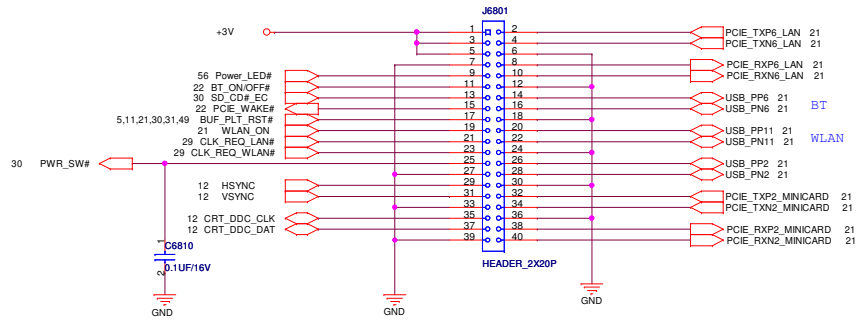 J6801
+3V 1 2 PCIE_TXP6_LAN 21
3 4 PCIE_TXN6_LAN 21
5 6
7 8 PCIE_RXP6_LAN 21
56 Power_LED# 9 10 PCIE_RXN6_LAN 21
22 BT_ON/OFF# 11 12
30 SD_CD#_EC 13 14 USB_PP6 21
22 PCIE_WAKE# 15 16 USB_PN6 21 BT
5,11,21,30,31,49 BUF_PLT_RST# 17 18
21 WLAN_ON 19 20 USB_PP11 21
29 CLK_REQ_LAN# 21 22 USB_PN11 21 WLAN
29 CLK_REQ_WLAN# 23 24
30 PWR_SW# 25 26 USB_PP2 21
27 28 USB_PN2 21
12 HSYNC 29 30
12 VSYNC 31 32 PCIE_TXP2_MINICARD 21
33 34 PCIE_TXN2_MINICARD 21
12 CRT_DDC_CLK 35 36
12 CRT_DDC_DAT 37 38 PCIE_RXP2_MINICARD 21
39 40 PCIE_RXN2_MINICARD 21
1 C6810
HEADER_2X20P
0.1UF/16V
2
GND
GND
GND